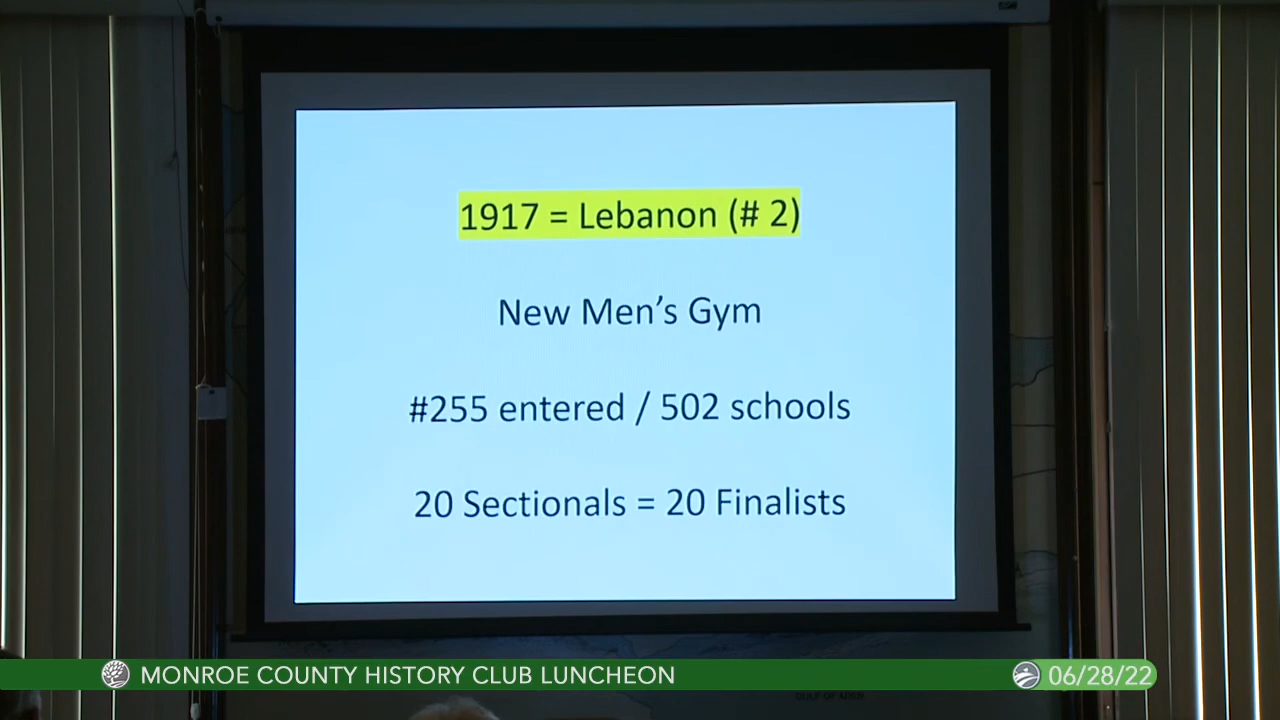 1917 = Lebanon (# 2)
New Men's Gym
#255 entered / 502 schools
20 Sectionals = 20 Finalists
MONROE COUNTY HISTORY CLUB LUNCHEON
06/28/22